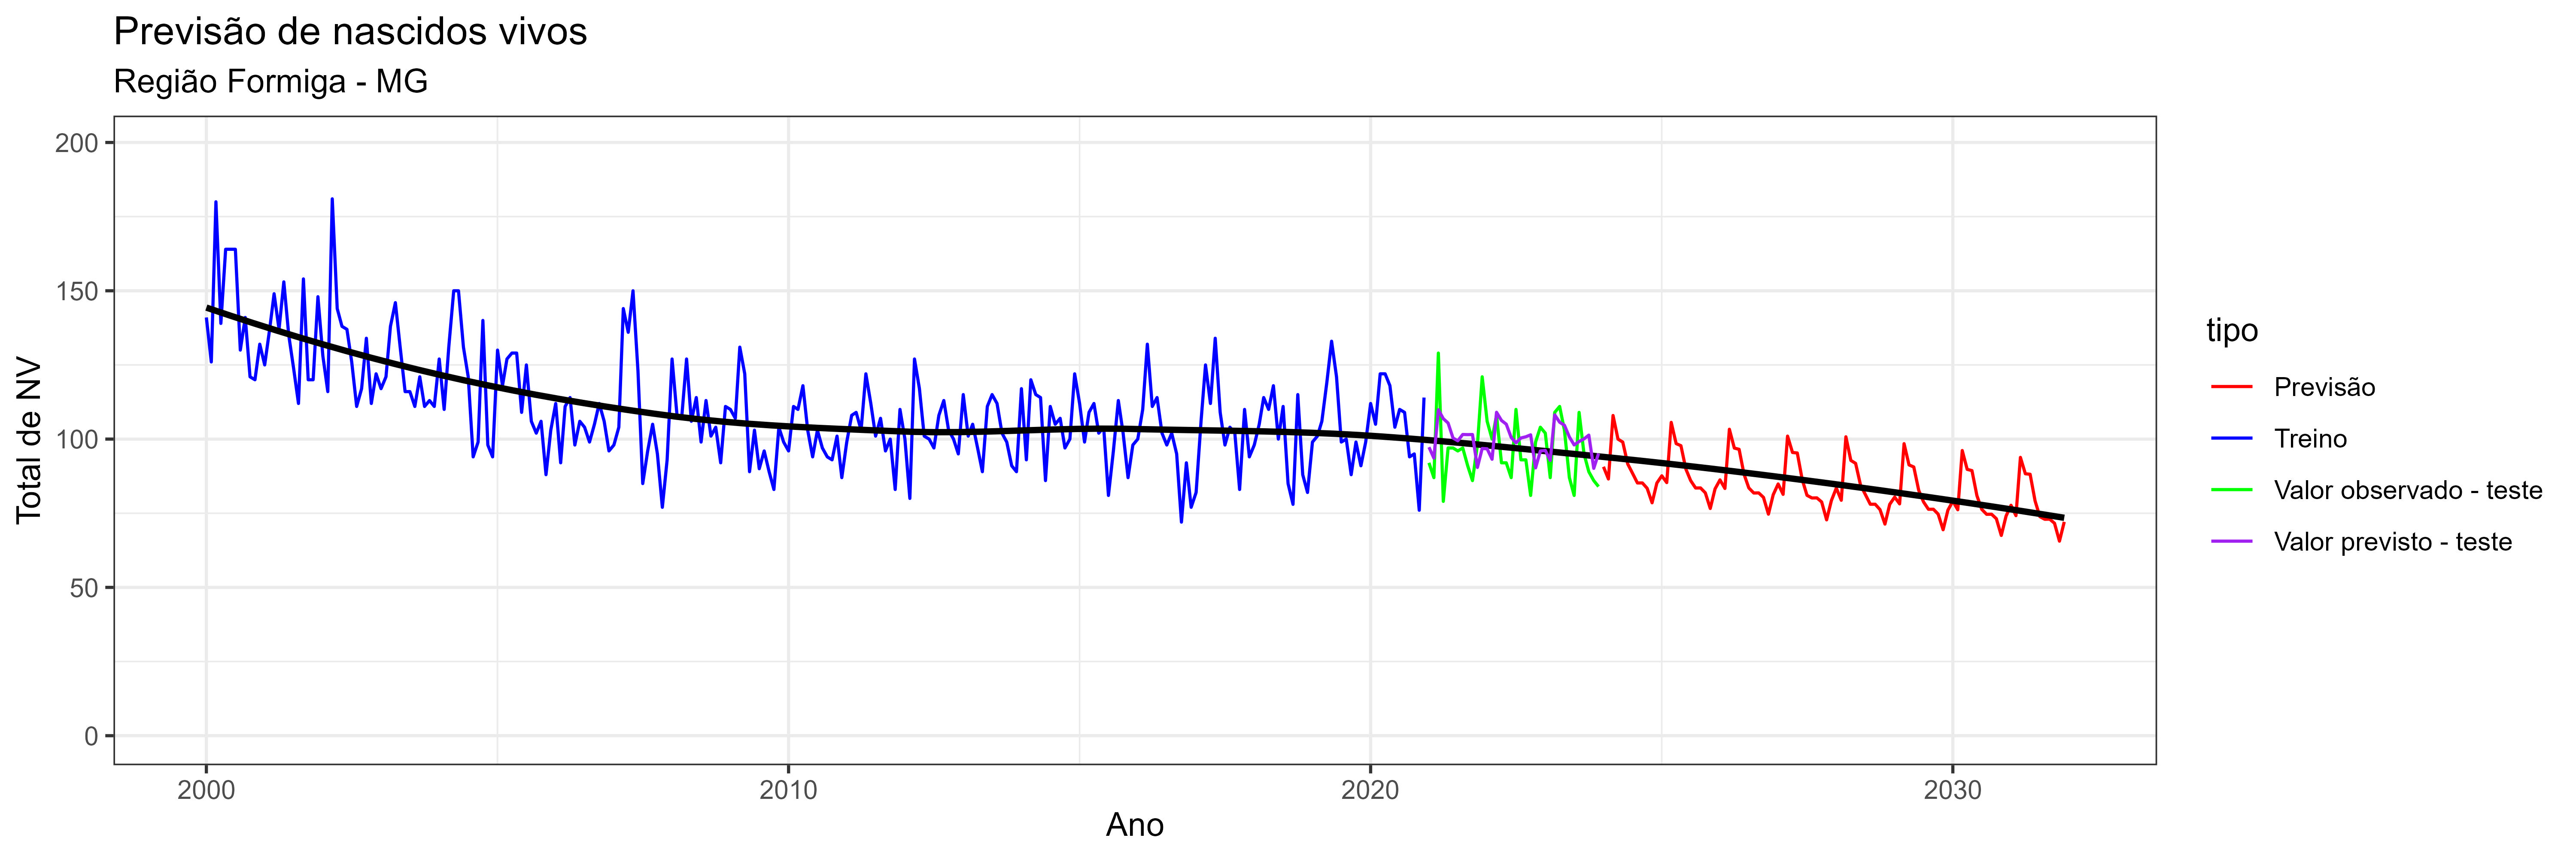 Previsão de nascidos vivos
Região Formiga - MG
Total de NV
200
150
100
50
0
2000
2010
2020
2030
Ano
tipo
Previsão
Treino
Valor observado - teste
Valor previsto - teste